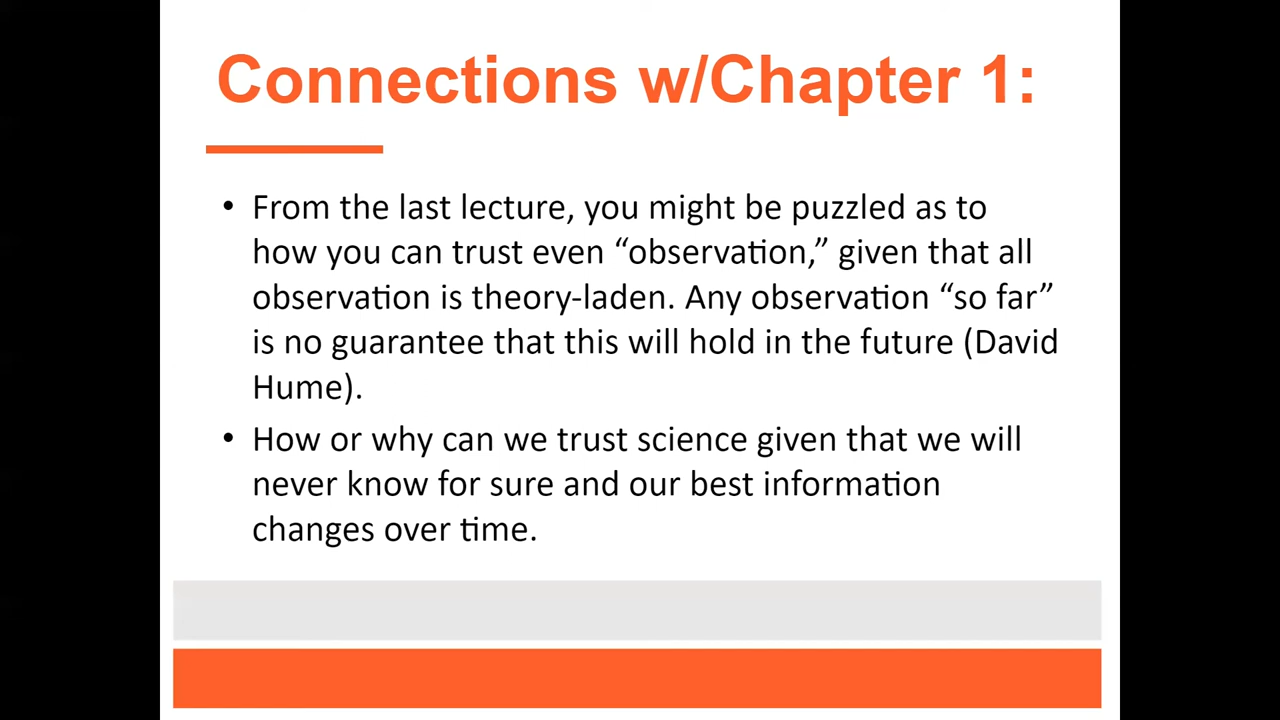 Connections w/Chapter 1:
• From the last lecture, you might be puzzled as to
how you can trust even “observation,” given that all
observation is theory-laden. Any observation “so far”
is no guarantee that this will hold in the future (David
Hume).
• How or why can we trust science given that we will
never know for sure and our best information
changes over time.